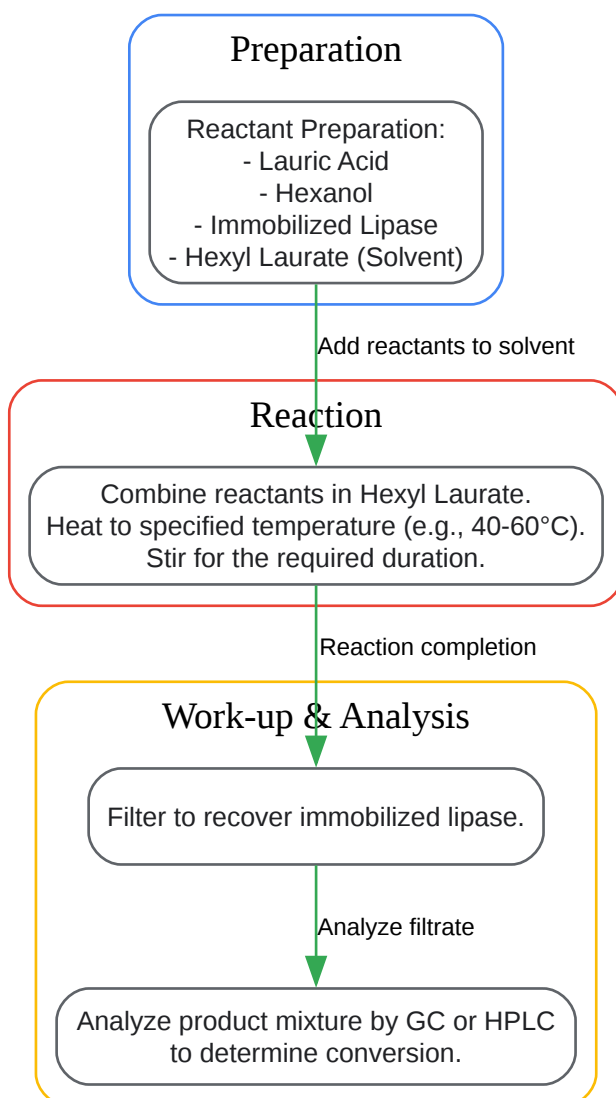 Preparation
Reactant Preparation:
- Lauric Acid
- Hexanol
- Immobilized Lipase
- Hexyl Laurate (Solvent)
Add reactants to solvent
Reaction
Combine reactants in Hexyl Laurate.
Heat to specified temperature (e.g., 40-60°C).
Stir for the required duration.
Reaction completion
Work-up & Analysis
Filter to recover immobilized lipase.
Analyze filtrate
Analyze product mixture by GC or HPLC
to determine conversion.